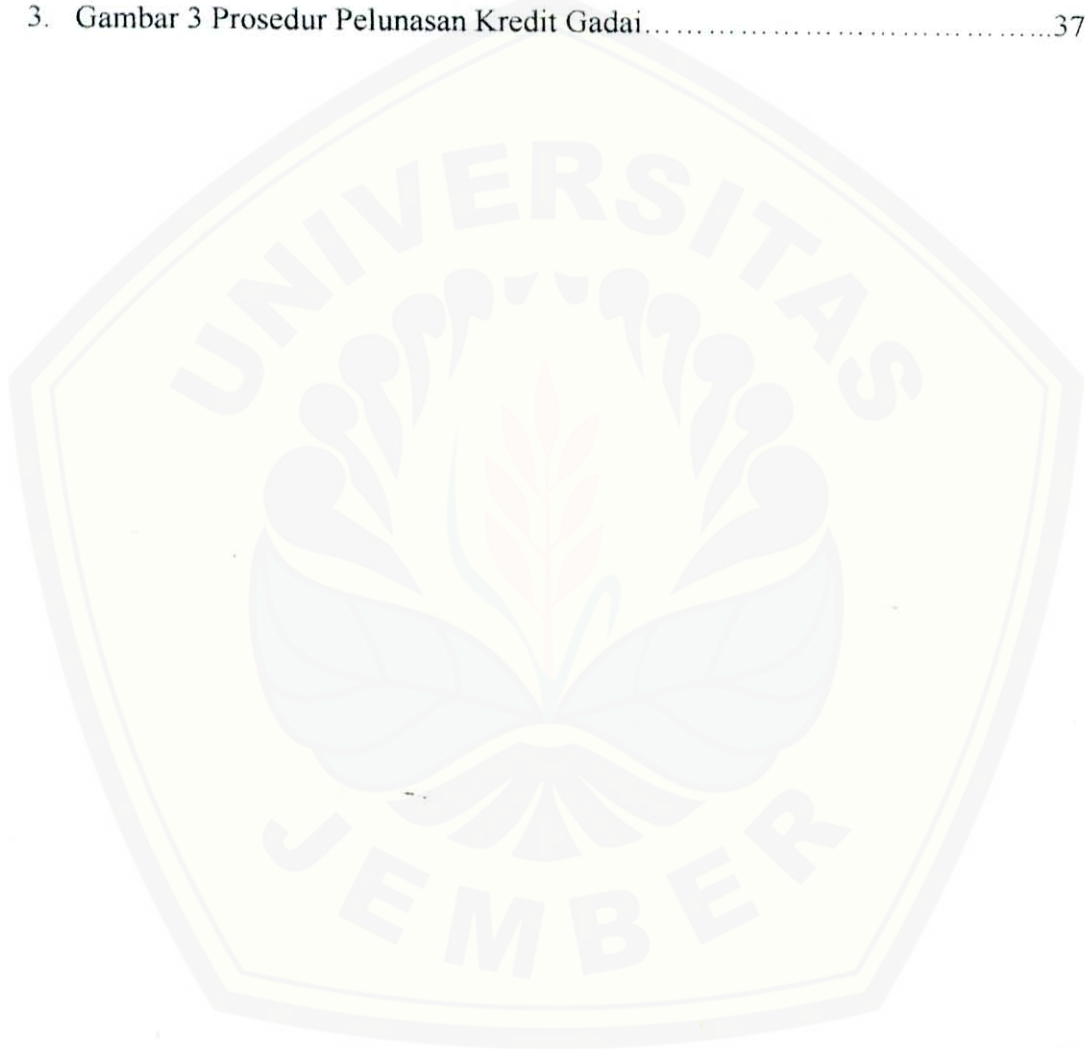 3. Gambar 3 Prosedur Pelunasan Kredit Gadai..........................................37
UNIVERSITAS
JEMBER